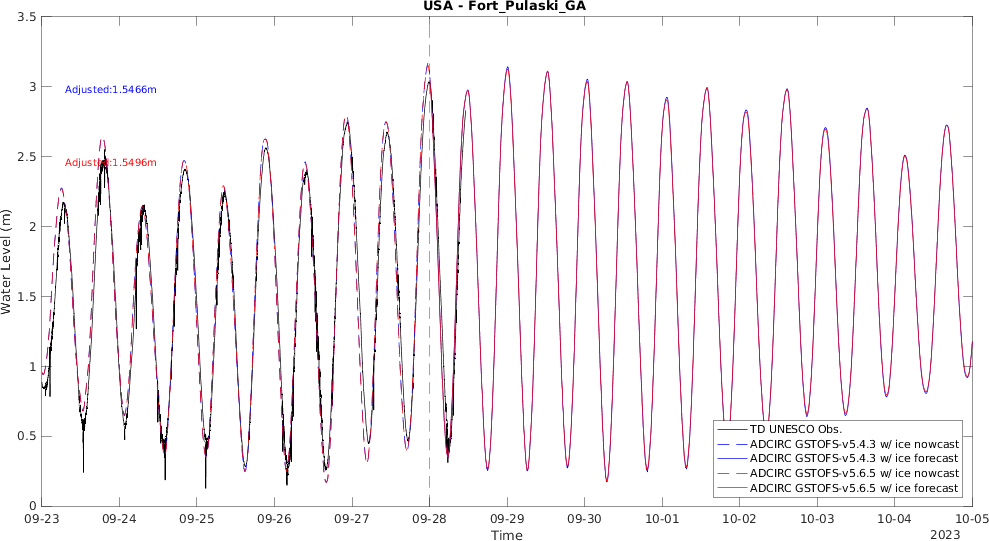 USA - Fort_Pulaski_GA
3.5
3
2.5
2
1.5
1
0.5
0
Water Level (m)
Adjusted:1.5466m
Adjusted:1.5496m
TD UNESCO Obs.
ADCIRC GSTOFS-v5.4.3 w/ ice nowcast
ADCIRC GSTOFS-v5.4.3 w/ ice forecast
ADCIRC GSTOFS-v5.6.5 w/ ice nowcast
ADCIRC GSTOFS-v5.6.5 w/ ice forecast
09-23 09-24 09-25 09-26 09-27 09-28 09-29 09-30 10-01 10-02 10-03 10-04 10-05
Time
2023